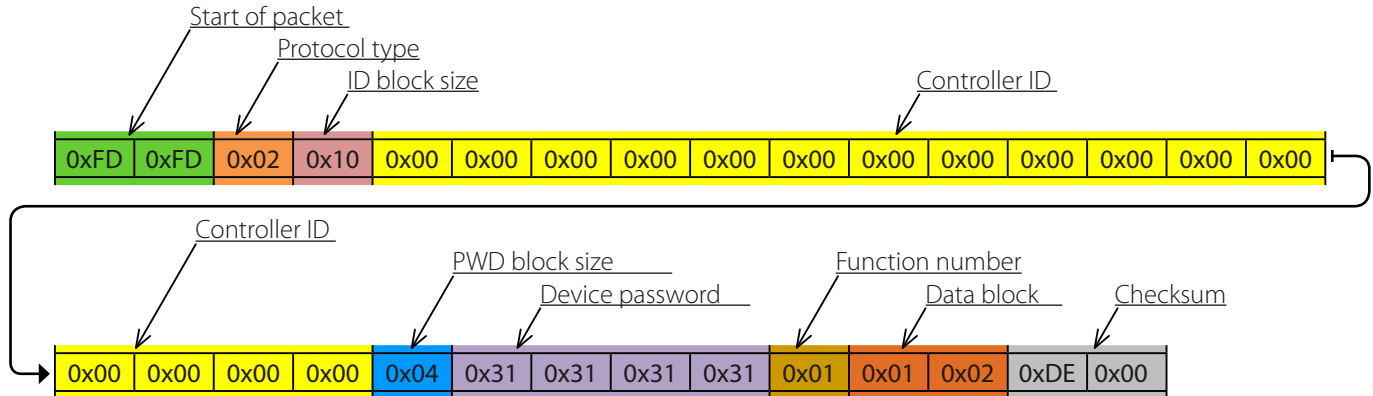 Start of packet
Protocol type
ID block size
Controller ID
0xFD 0xFD 0x02 0x10 0x00 0x00 0x00 0x00 0x00 0x00 0x00 0x00 0x00 0x00 0x00 0x00
Controller ID
PWD block size
Function number
Device password
Data block
Checksum
0x00 0x00 0x00 0x00 0x04 0x31 0x31 0x31 0x31 0x01 0x01 0x02 0xDE 0x00